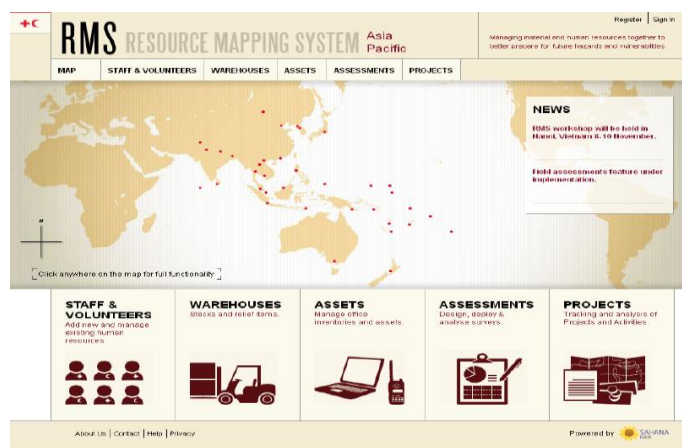 Register | Sign In
RMS RESOURCE MAPPING SYSTEM Asia Pacific
Managing material and human resources together to
better prepare for future hazards and vulnerabilities.
MAP STAFF & VOLUNTEERS WAREHOUSES ASSETS ASSESSMENTS PROJECTS
NEWS
RMS workshop will be held in
Hanoi, Vietnam 8-10 November.
Field assessments feature under
implementation.
N
Click anywhere on the map for full functionality
STAFF &
VOLUNTEERS
Add new and manage
existing human
resources.
WAREHOUSES
Stocks and relief items.
ASSETS
Manage office
inventories and assets.
ASSESSMENTS
Design, deploy &
analyse surveys.
PROJECTS
Tracking and analysis of
Projects and Activities.
About Us | Contact | Help | Privacy
Powered by SAHANA